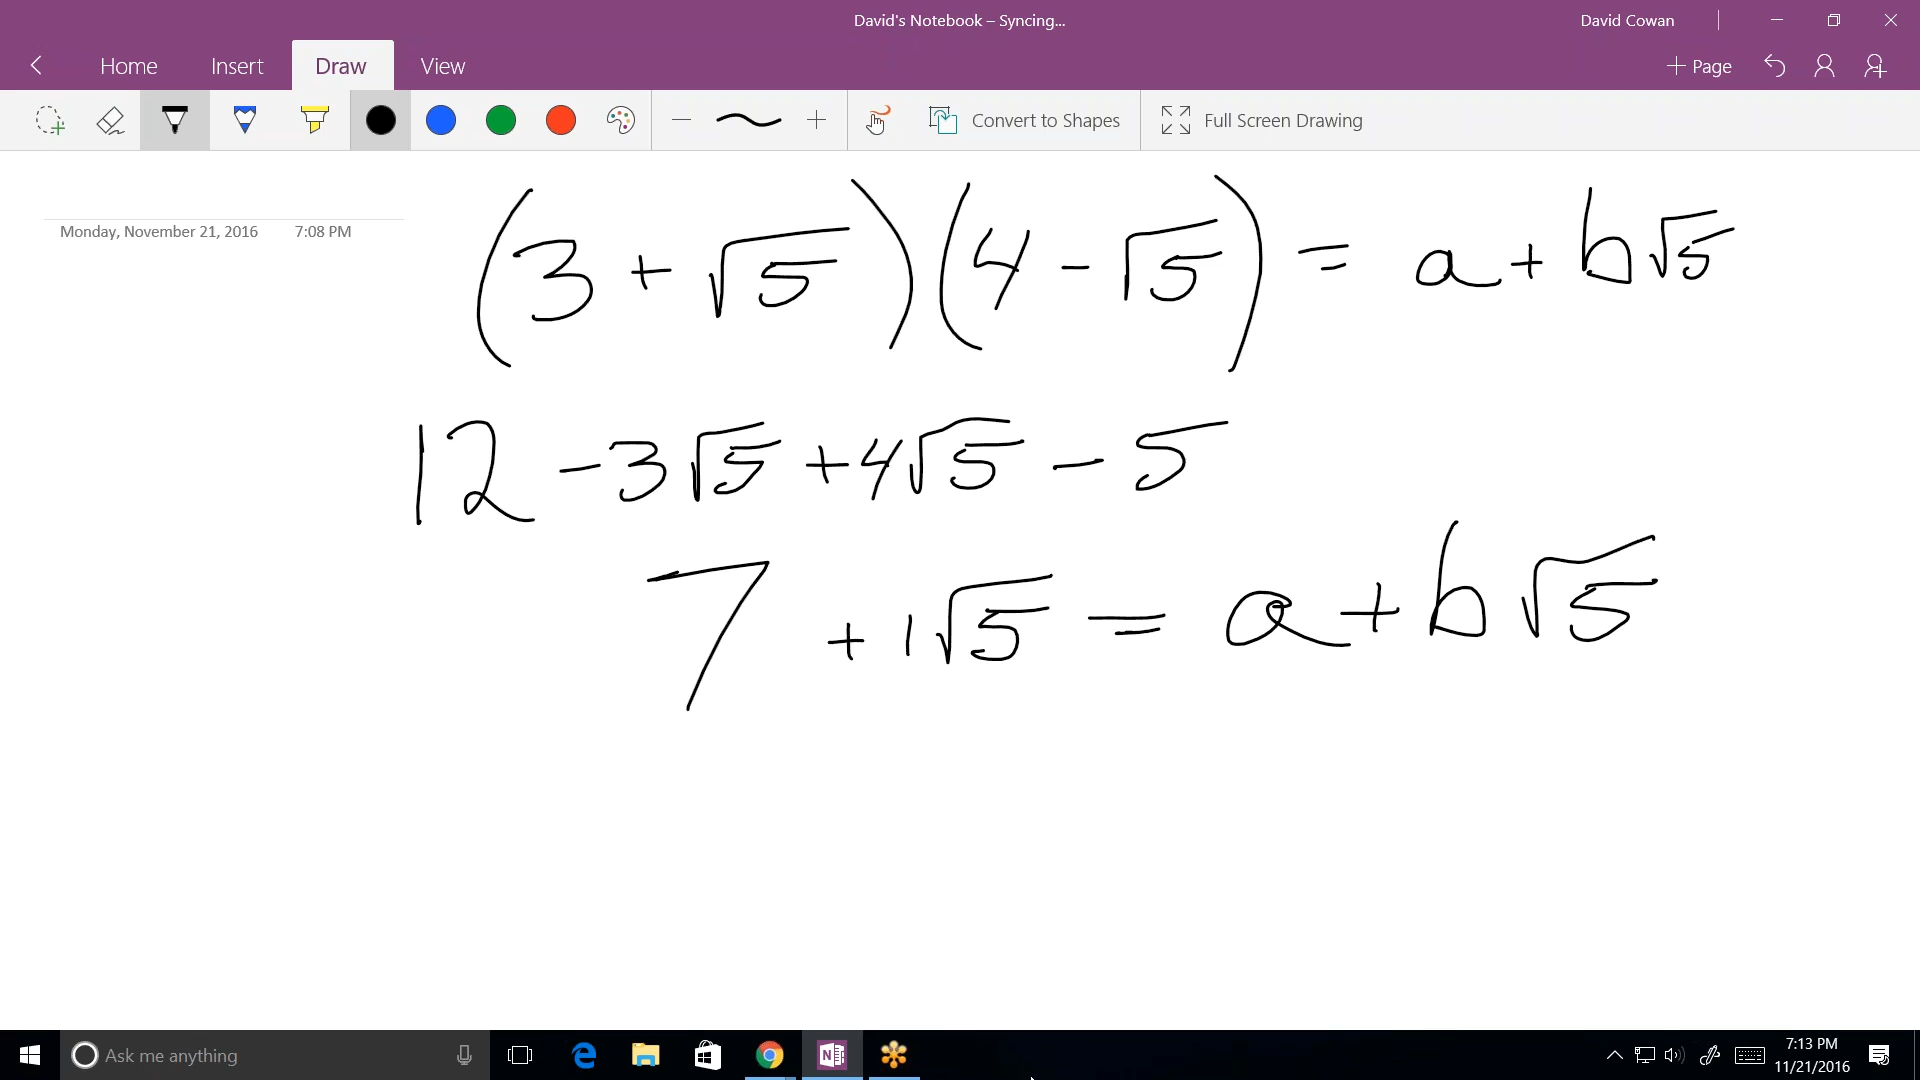 David's Notebook – Syncing...
David Cowan
Home Insert Draw View
Page
Convert to Shapes
Full Screen Drawing
Monday, November 21, 2016 7:08 PM
(3 + √5)(4 - √5) = a + b√5
12 - 3√5 + 4√5 - 5
7 + 1√5 = a + b√5
Ask me anything
7:13 PM
11/21/2016